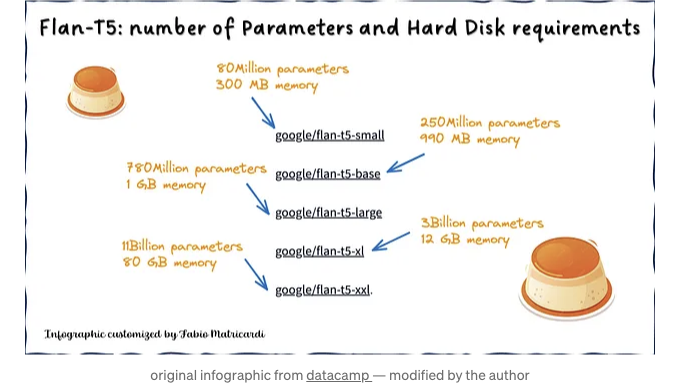 Flan-T5: number of Parameters and Hard Disk requirements
80Million parameters
300 MB memory
google/flan-t5-small
250Million parameters
990 MB memory
google/flan-t5-base
780Million parameters
1 GB memory
google/flan-t5-large
3Billion parameters
12 GB memory
google/flan-t5-xl
11Billion parameters
80 GB memory
google/flan-t5-xxl.
Infographic customized by Fabio Matricardi
original infographic from datacamp — modified by the author